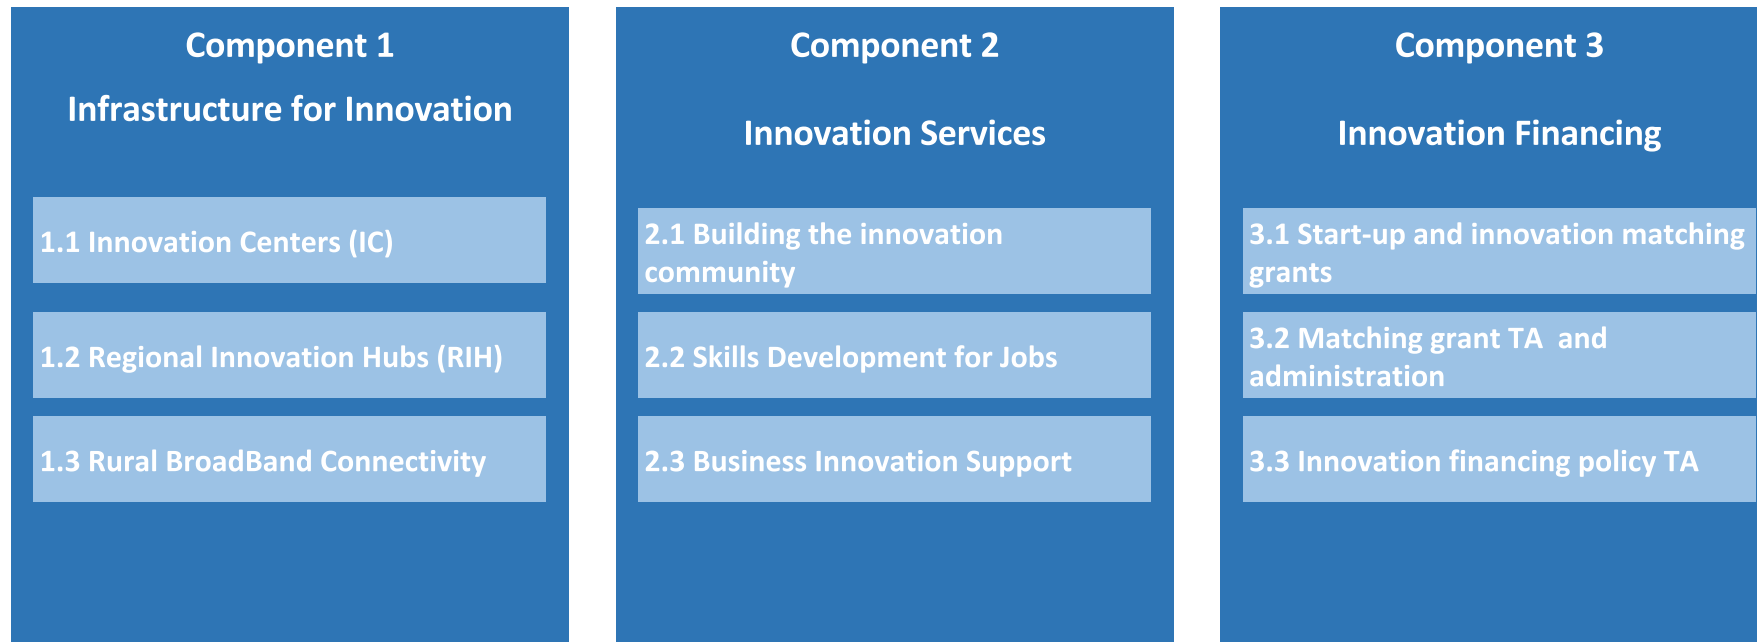 Component 1
Infrastructure for Innovation
1.1 Innovation Centers (IC)
1.2 Regional Innovation Hubs (RIH)
1.3 Rural BroadBand Connectivity
Component 2
Innovation Services
2.1 Building the innovation
community
2.2 Skills Development for Jobs
2.3 Business Innovation Support
Component 3
Innovation Financing
3.1 Start-up and innovation matching
grants
3.2 Matching grant TA  and
administration
3.3 Innovation financing policy TA